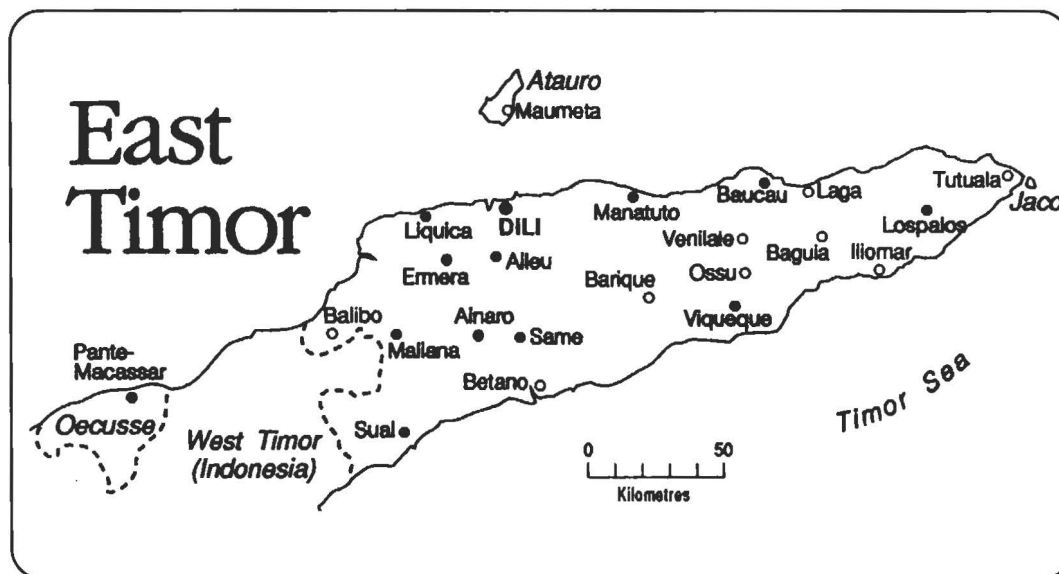 East
Timor
Atauro
Maumeta
Tutuala
Jaco
Baucau
Laga
Manatuto
Lospalos
Liquica
DILI
Venilale
Baguia
Iliomar
Ermera
Aileu
Barique
Ossu
Viqueque
Balibo
Ainaro
Same
Maliana
Pante-
Macassar
Betano
Oecusse
West Timor
(Indonesia)
Sual
Timor Sea
0 50
Kilometres